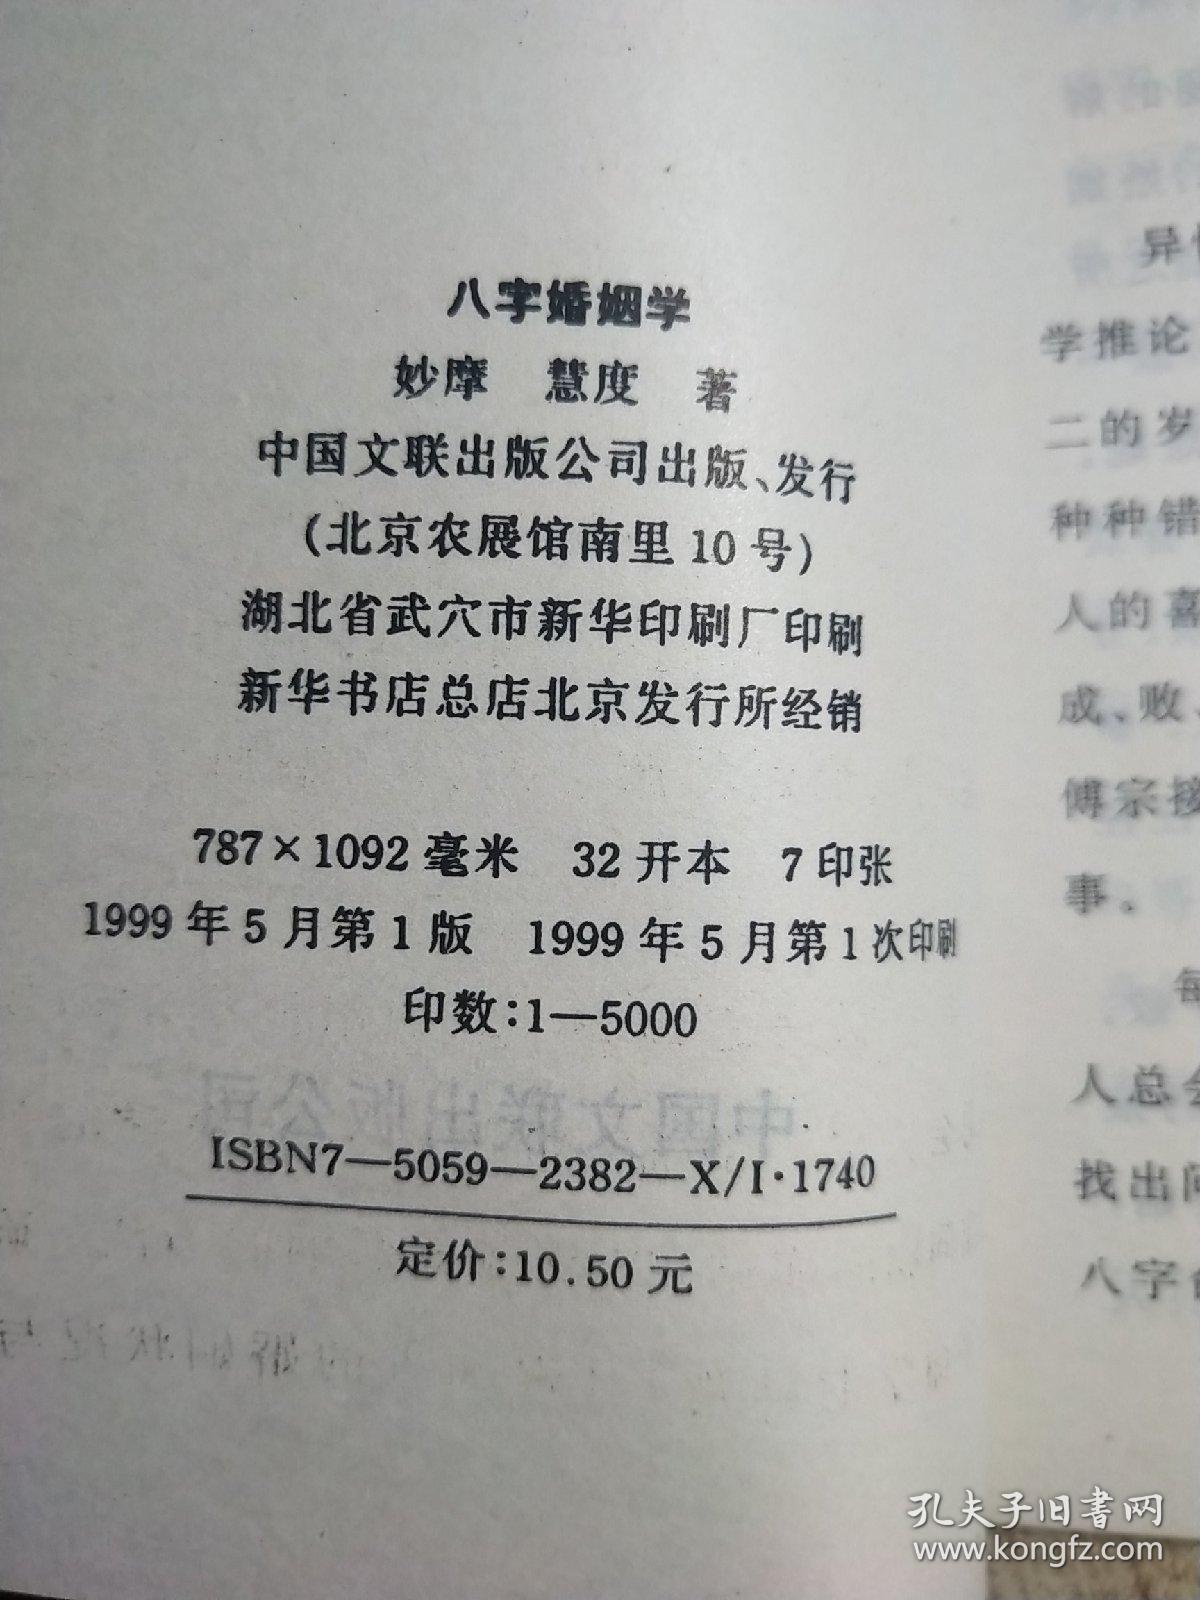 八字婚姻学
妙摩 慧度 著
中国文联出版公司出版、发行
(北京农展馆南里10号)
湖北省武穴市新华印刷厂印刷
新华书店总店北京发行所经销
787×1092毫米 32开本 7印张
1999年5月第1版 1999年5月第1次印刷
印数:1—5000
ISBN7—5059—2382—X/I·1740
定价:10.50元
学推论
二的岁
种种错
人的喜
成、败、
傅宗接
事.
人总会
找出问
八字合
孔夫子旧书网
www.kongfz.com